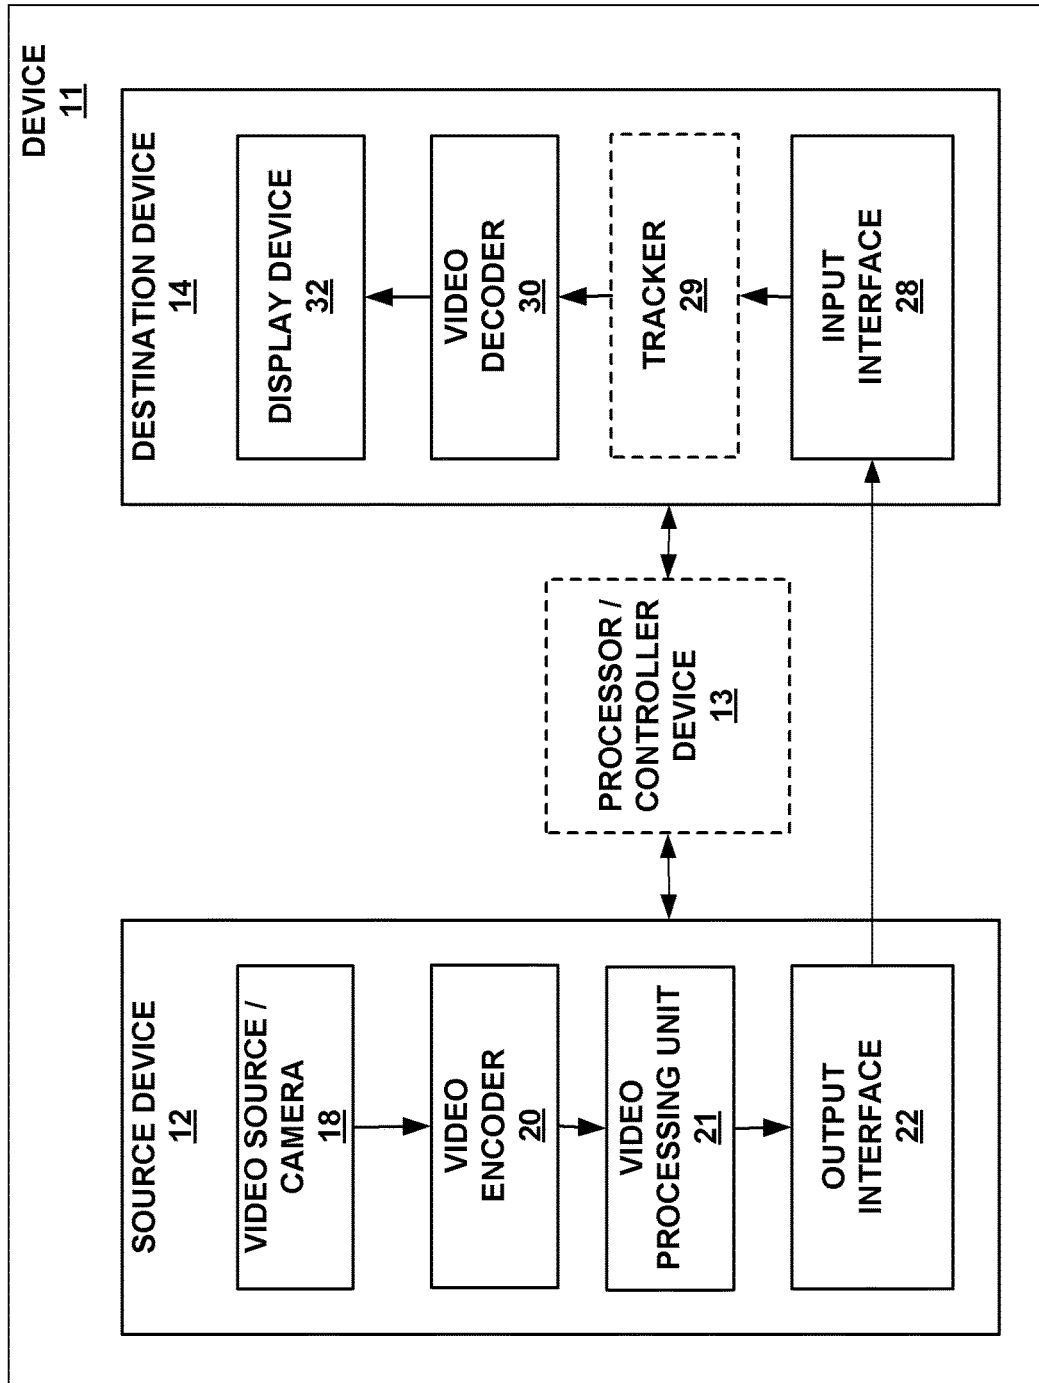 DEVICE
11
SOURCE DEVICE
12
VIDEO SOURCE /
CAMERA
18
VIDEO
ENCODER
20
VIDEO
PROCESSING UNIT
21
OUTPUT
INTERFACE
22
PROCESSOR /
CONTROLLER
DEVICE
13
DESTINATION DEVICE
14
DISPLAY DEVICE
32
VIDEO
DECODER
30
TRACKER
29
INPUT
INTERFACE
28